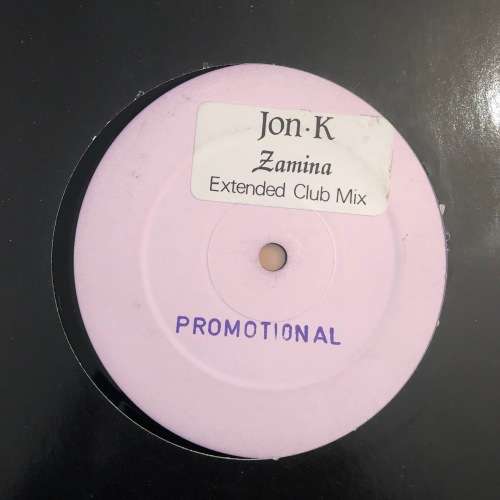 Jon·K
Zamina
Extended Club Mix
PROMOTIONAL